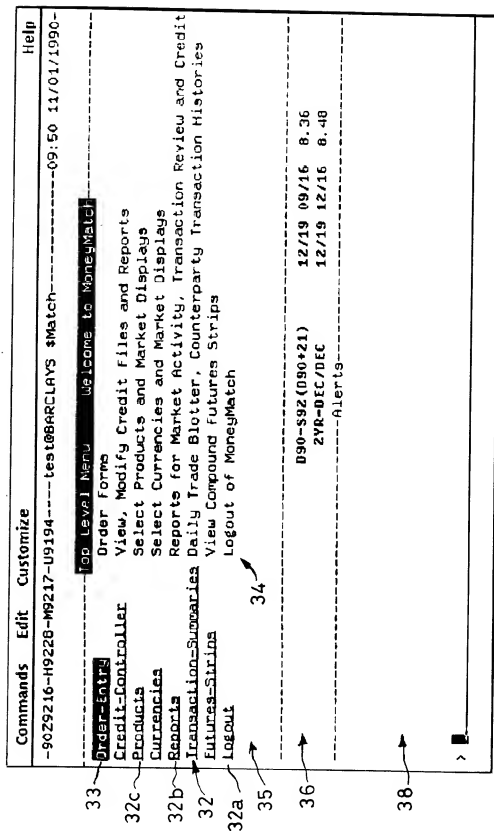 Commands Edit Customize Help
-90Z9216-H9228-M9217-U9194----test@BARCLAYS $Match---------------09:50 11/01/1990-
Top Level Menu Welcome to MoneyMatch
Order-Entry Order Forms
Credit-Controller View, Modify Credit Files and Reports
Products Select Products and Market Displays
Currencies Select Currencies and Market Displays
Reports Reports for Market Activity, Transaction Review and Credit
Transaction-Summaries Daily Trade Blotter, Counterparty Transaction Histories
Futures-Strips View Compound Futures Strips
Logout Logout of MoneyMatch
D90-S92(D90+21) 12/19 09/16 8.36
2YR-DEC/DEC 12/19 12/16 8.48
----Alerts----
>
33
32c
32b
32
32a
34
35
36
38